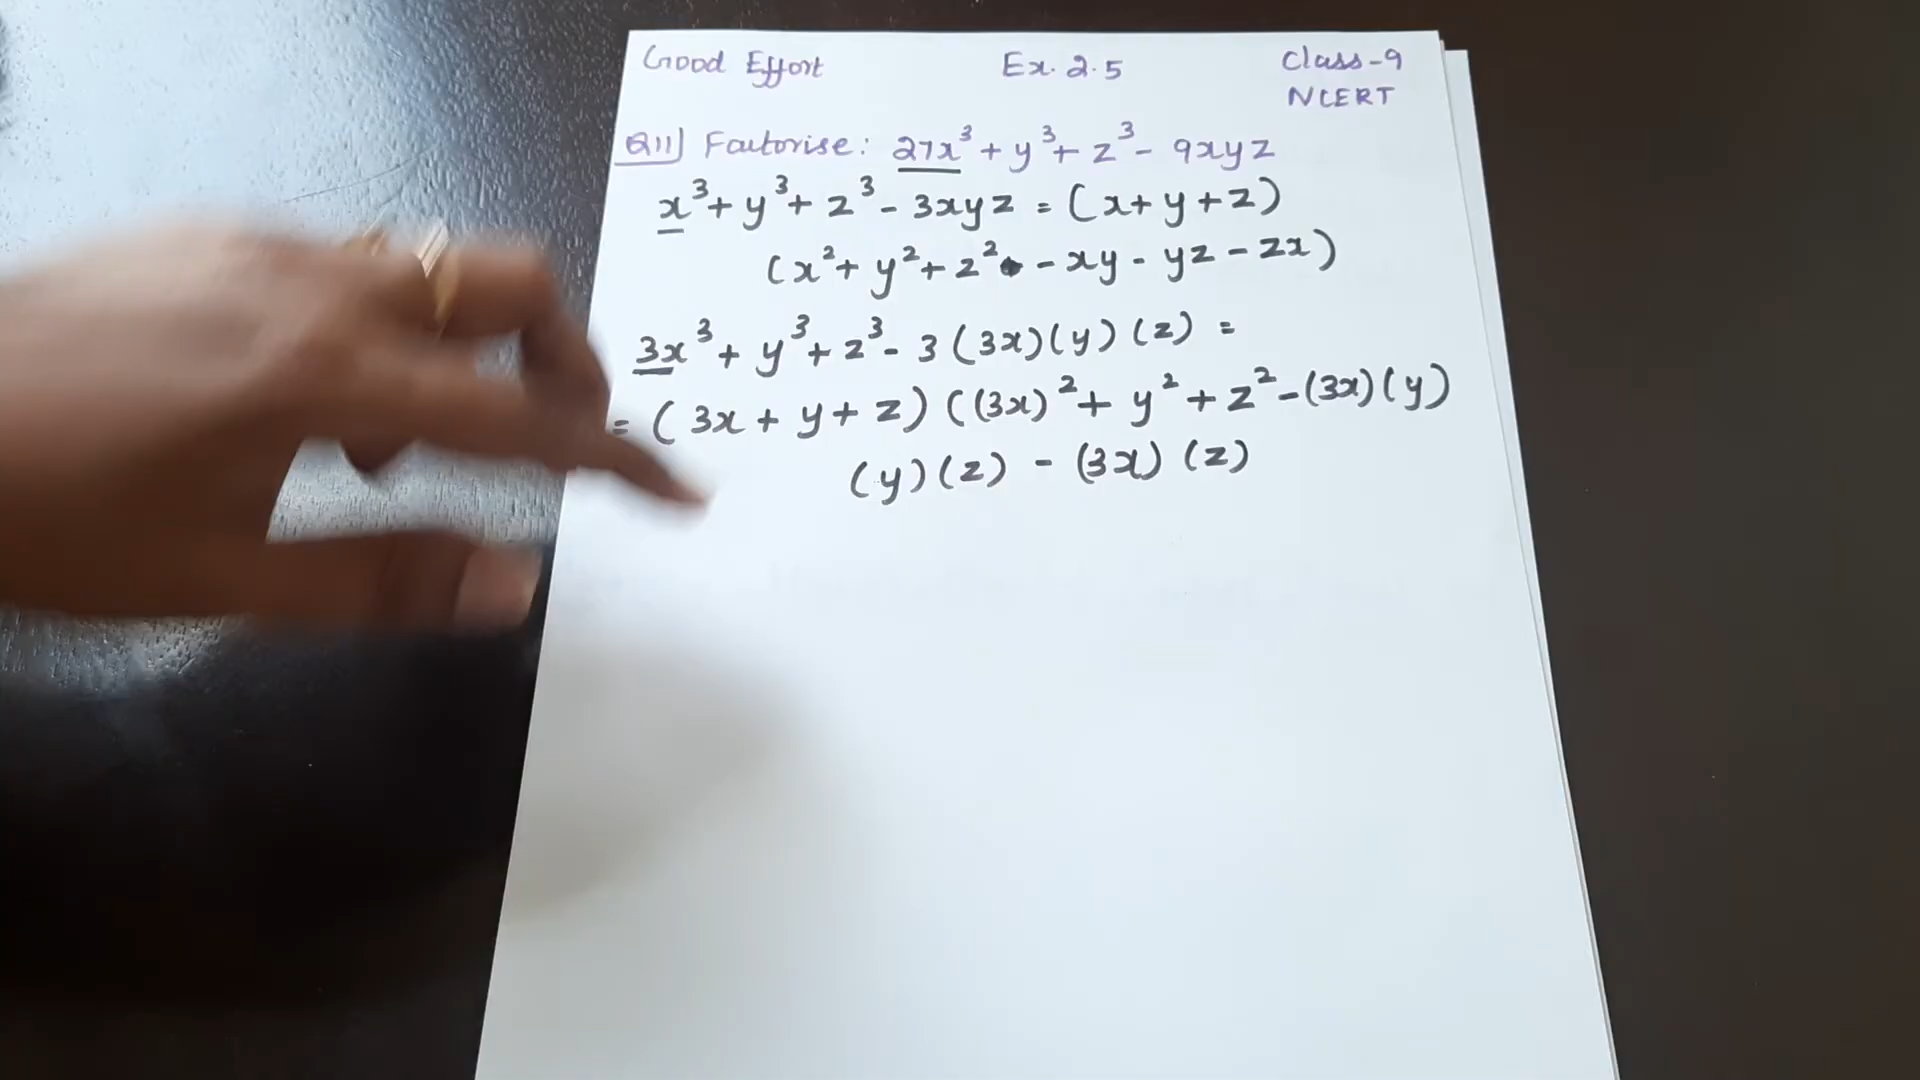 Good Effort Ex. 2.5 Class-9
NCERT
Q11) Factorise: 27x³ + y³ + z³ - 9xyz
x³ + y³ + z³ - 3xyz = (x + y + z)
(x² + y² + z² - xy - yz - zx)
3x³ + y³ + z³ - 3 (3x)(y)(z) =
= (3x + y + z) ((3x)² + y² + z² - (3x)(y)
(y)(z) - (3x)(z)